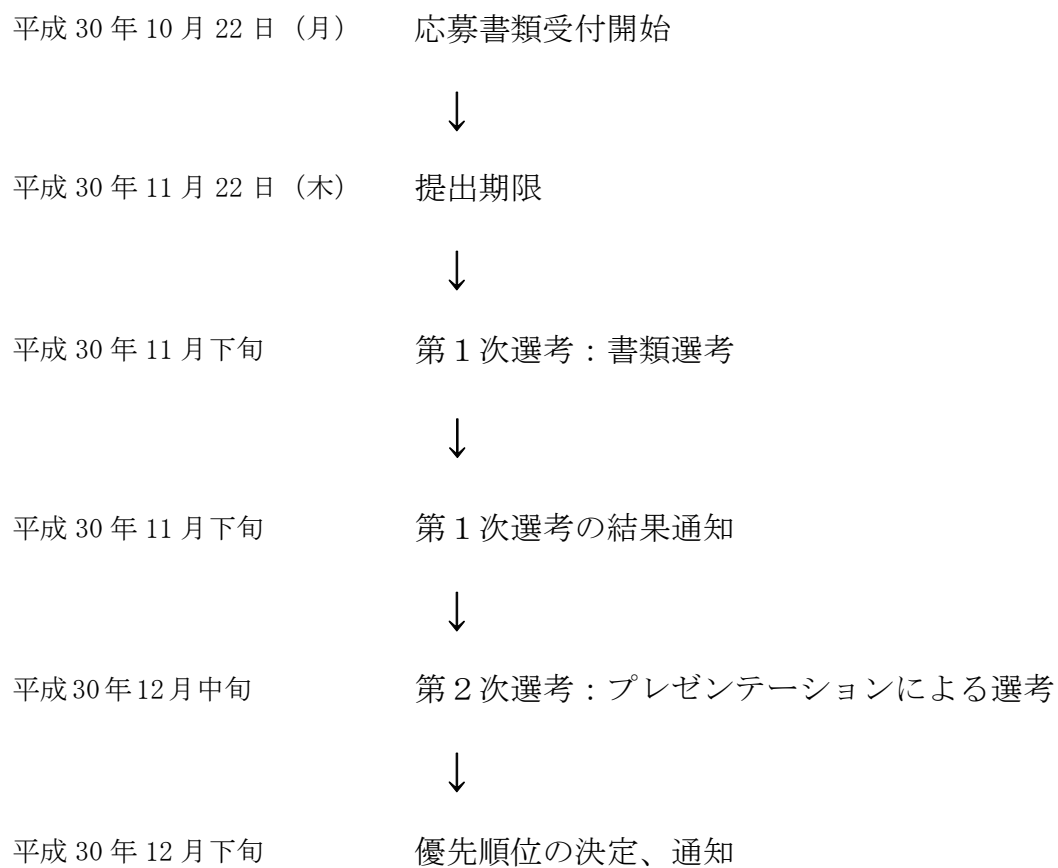 平成 30 年 10 月 22 日（月） 応募書類受付開始
↓
平成 30 年 11 月 22 日（木） 提出期限
↓
平成 30 年 11 月下旬 第１次選考：書類選考
↓
平成 30 年 11 月下旬 第１次選考の結果通知
↓
平成 30 年 12 月中旬 第２次選考：プレゼンテーションによる選考
↓
平成 30 年 12 月下旬 優先順位の決定、通知